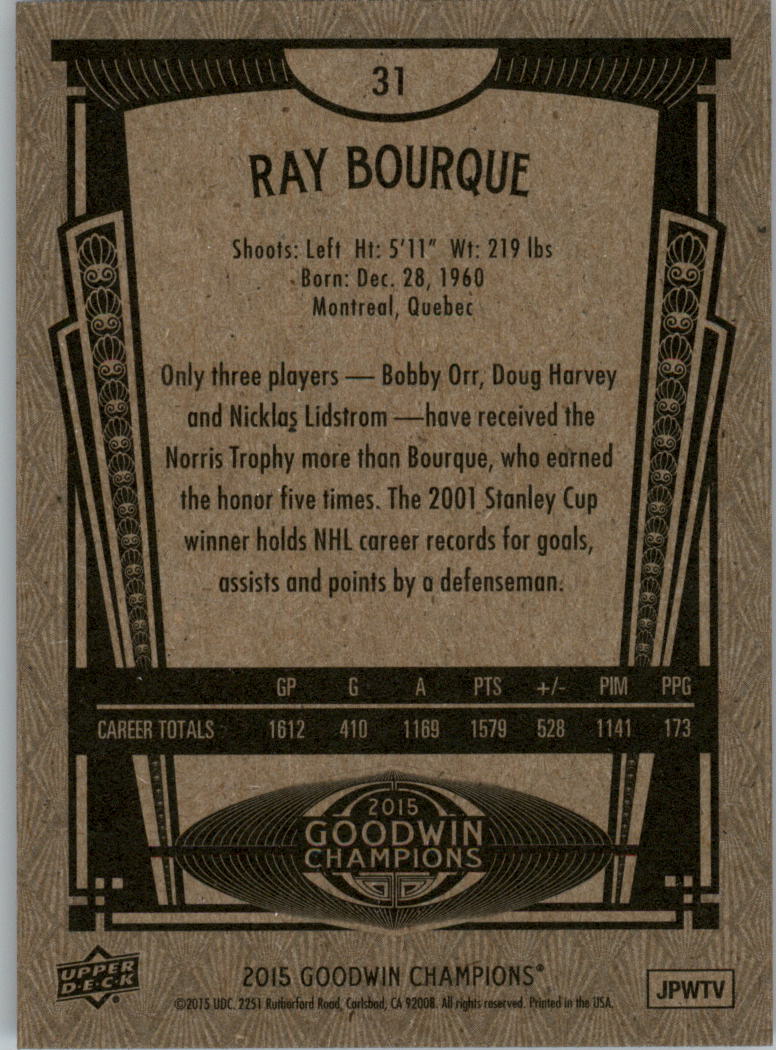 31
RAY BOURQUE
Shoots: Left Ht: 5'11" Wt: 219 lbs
Born: Dec. 28, 1960
Montreal, Quebec
Only three players — Bobby Orr, Doug Harvey
and Nicklas Lidstrom —have received the
Norris Trophy more than Bourque, who earned
the honor five times. The 2001 Stanley Cup
winner holds NHL career records for goals,
assists and points by a defenseman.
GP G A PTS +/- PIM PPG
CAREER TOTALS 1612 410 1169 1579 528 1141 173
2015
GOODWIN
CHAMPIONS
UPPER
D·E·C·K
2015 GOODWIN CHAMPIONS®
©2015 UDC. 2251 Rutherford Road, Carlsbad, CA 92008. All rights reserved. Printed in the USA.
JPWTV